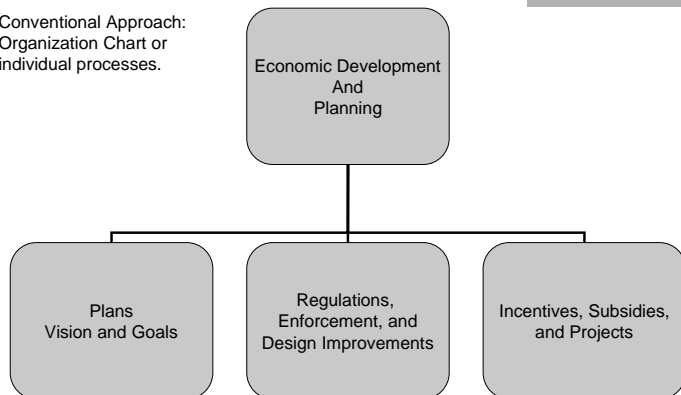 Conventional Approach:
Organization Chart or
individual processes.
Economic Development
And
Planning
Plans
Vision and Goals
Regulations,
Enforcement, and
Design Improvements
Incentives, Subsidies,
and Projects